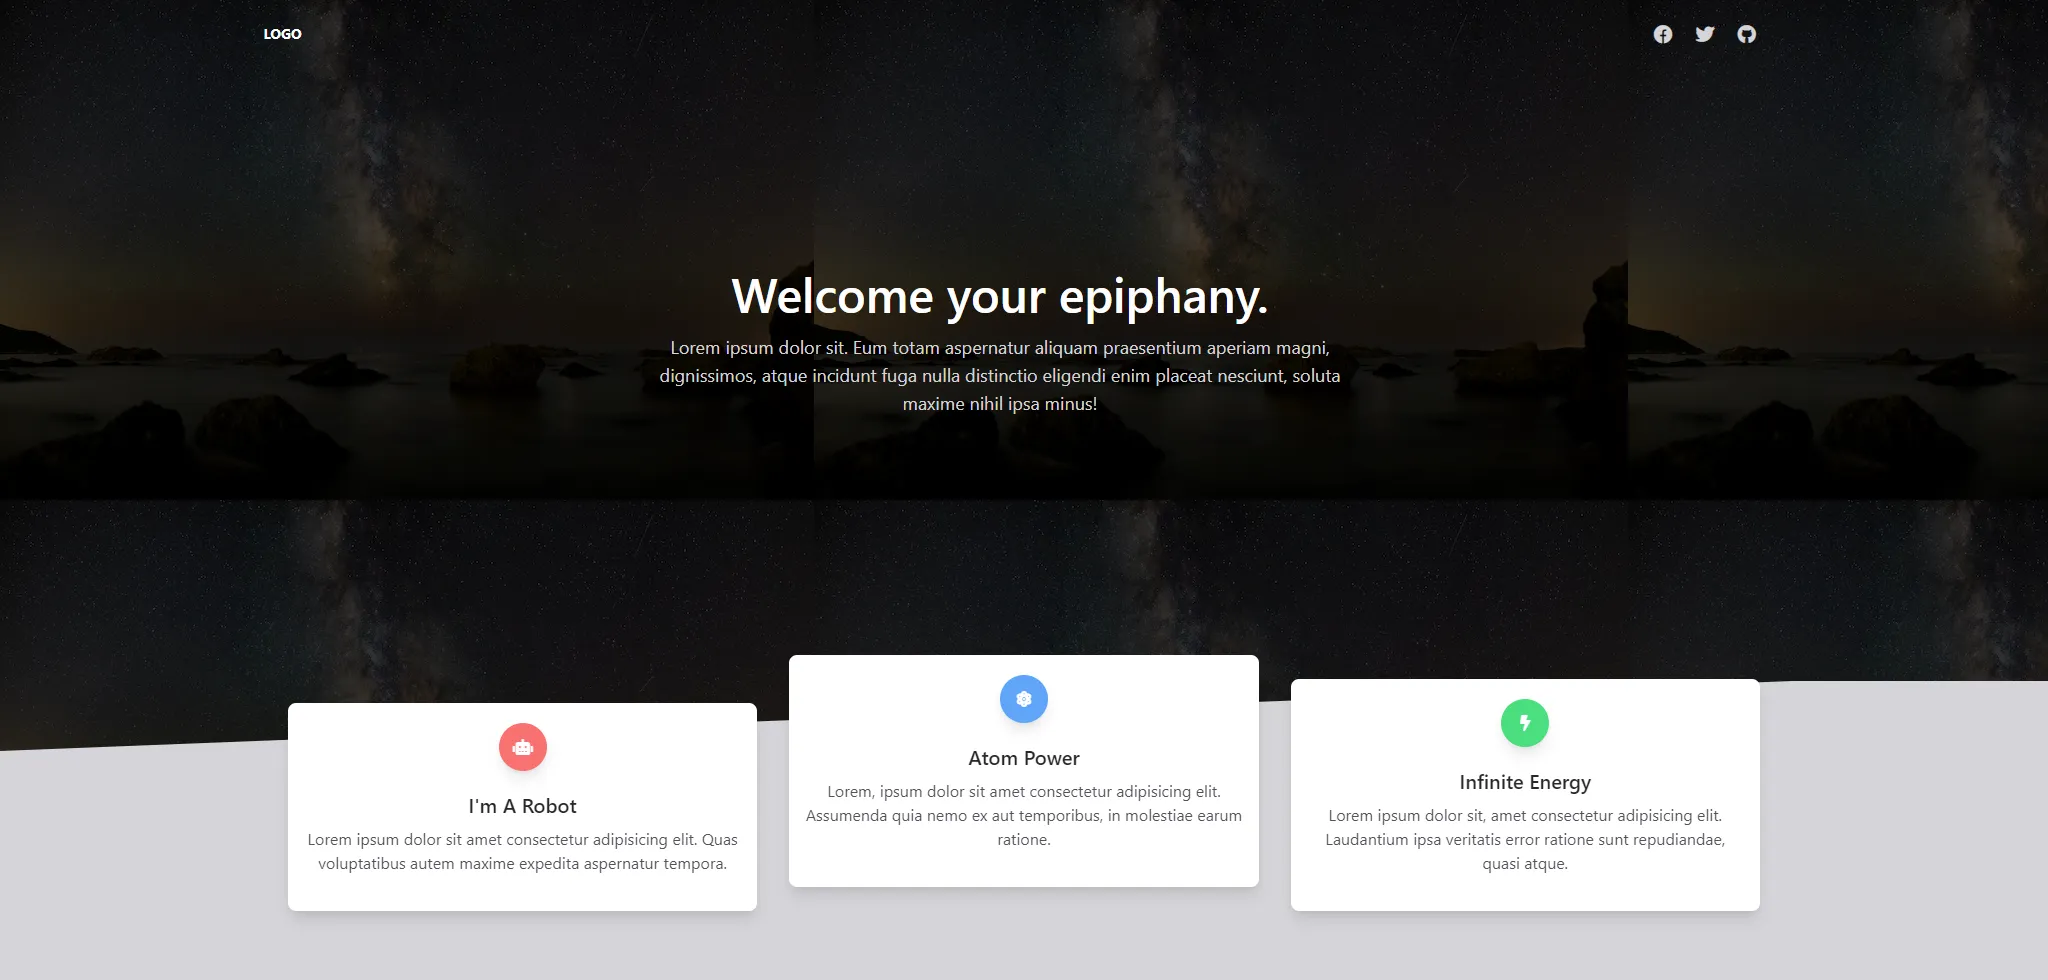 LOGO
Welcome your epiphany.
Lorem ipsum dolor sit. Eum totam aspernatur aliquam praesentium aperiam magni,
dignissimos, atque incidunt fuga nulla distinctio eligendi enim placeat nesciunt, soluta
maxime nihil ipsa minus!
I'm A Robot
Lorem ipsum dolor sit amet consectetur adipisicing elit. Quas
voluptatibus autem maxime expedita aspernatur tempora.
Atom Power
Lorem, ipsum dolor sit amet consectetur adipisicing elit.
Assumenda quia nemo ex aut temporibus, in molestiae earum
ratione.
Infinite Energy
Lorem ipsum dolor sit, amet consectetur adipisicing elit.
Laudantium ipsa veritatis error ratione sunt repudiandae,
quasi atque.